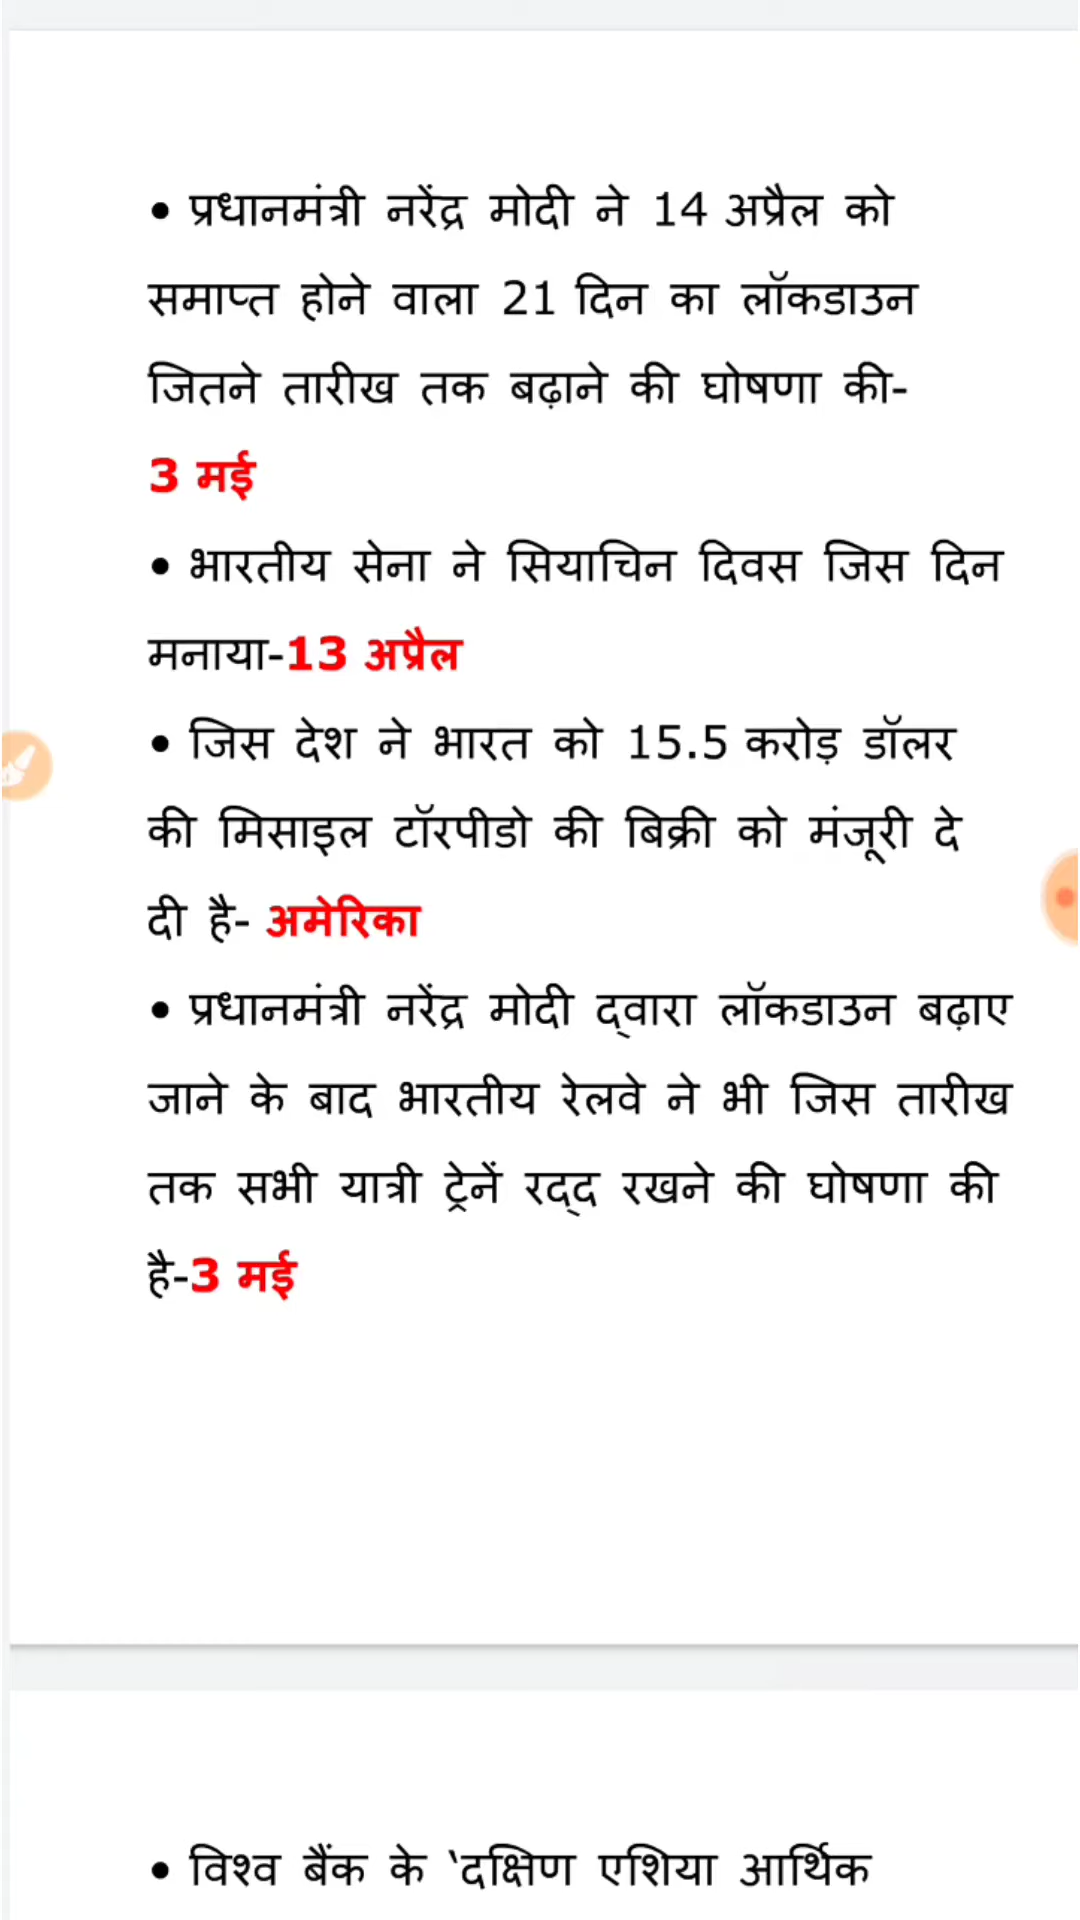 • प्रधानमंत्री नरेंद्र मोदी ने 14 अप्रैल को
समाप्त होने वाला 21 दिन का लॉकडाउन
जितने तारीख तक बढ़ाने की घोषणा की-
3 मई
• भारतीय सेना ने सियाचिन दिवस जिस दिन
मनाया-13 अप्रैल
• जिस देश ने भारत को 15.5 करोड़ डॉलर
की मिसाइल टॉरपीडो की बिक्री को मंजूरी दे
दी है- अमेरिका
• प्रधानमंत्री नरेंद्र मोदी द्वारा लॉकडाउन बढ़ाए
जाने के बाद भारतीय रेलवे ने भी जिस तारीख
तक सभी यात्री ट्रेनें रद्द रखने की घोषणा की
है-3 मई
• विश्व बैंक के ‘दक्षिण एशिया आर्थिक